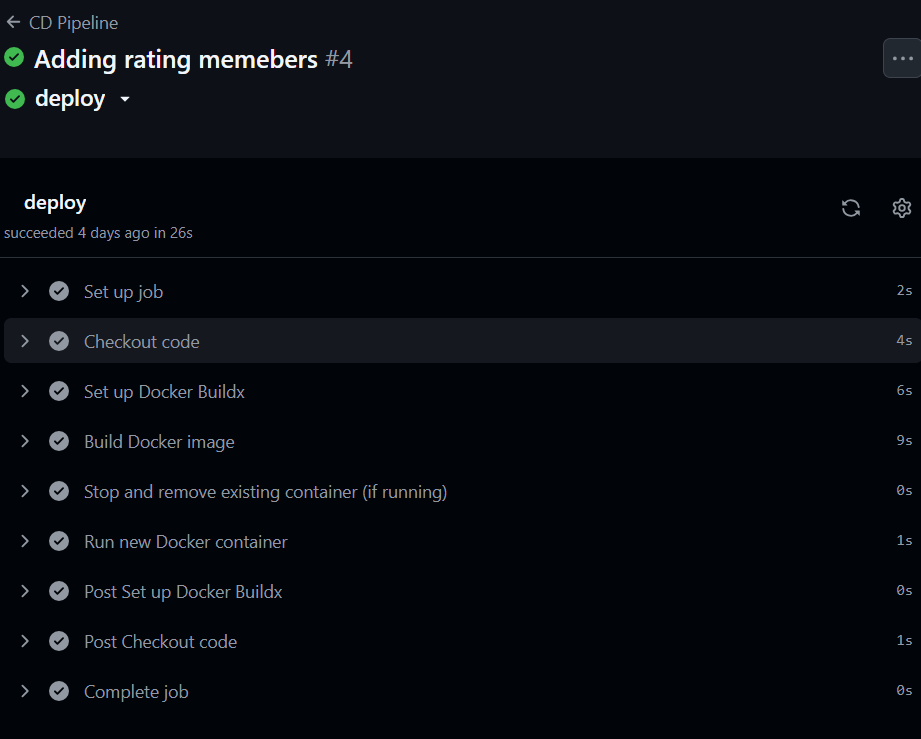 CD Pipeline
Adding rating memebers #4
deploy
deploy
succeeded 4 days ago in 26s
Set up job 2s
Checkout code 4s
Set up Docker Buildx 6s
Build Docker image 9s
Stop and remove existing container (if running) 0s
Run new Docker container 1s
Post Set up Docker Buildx 0s
Post Checkout code 1s
Complete job 0s